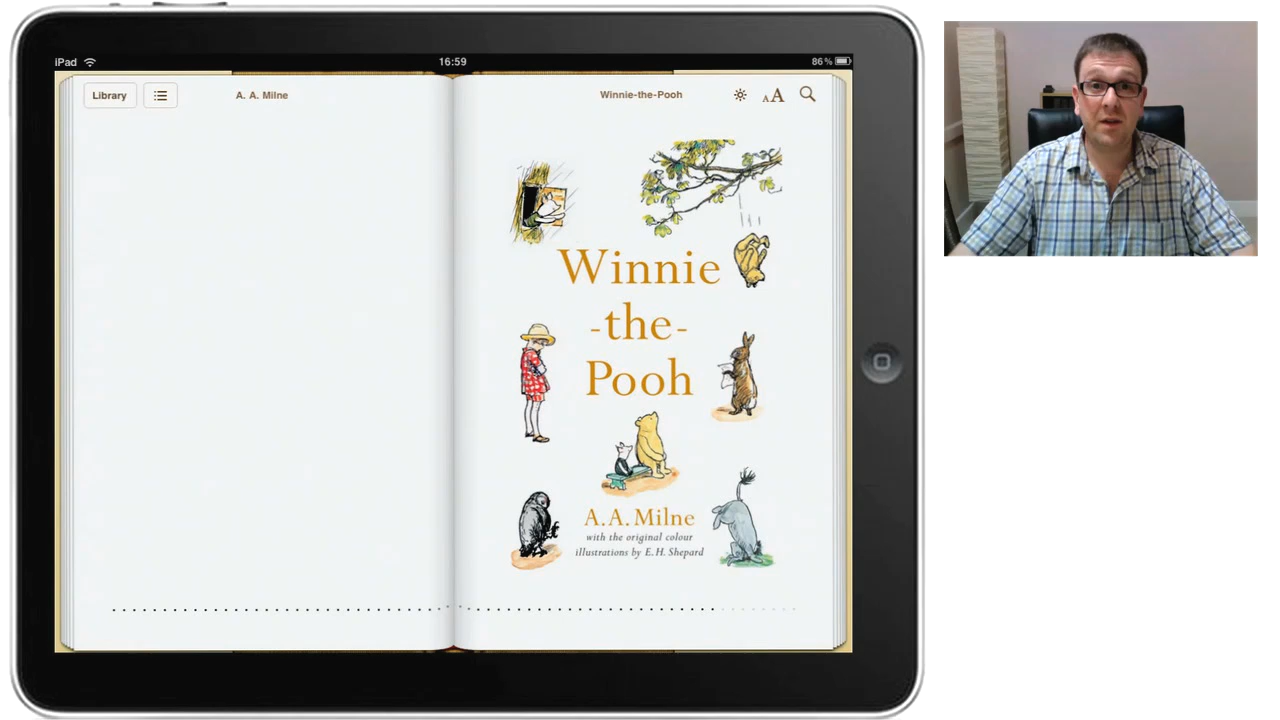 iPad 16:59 86%
Library A. A. Milne Winnie-the-Pooh AA
Winnie
-the-
Pooh
A. A. Milne
with the original colour
illustrations by E. H. Shepard